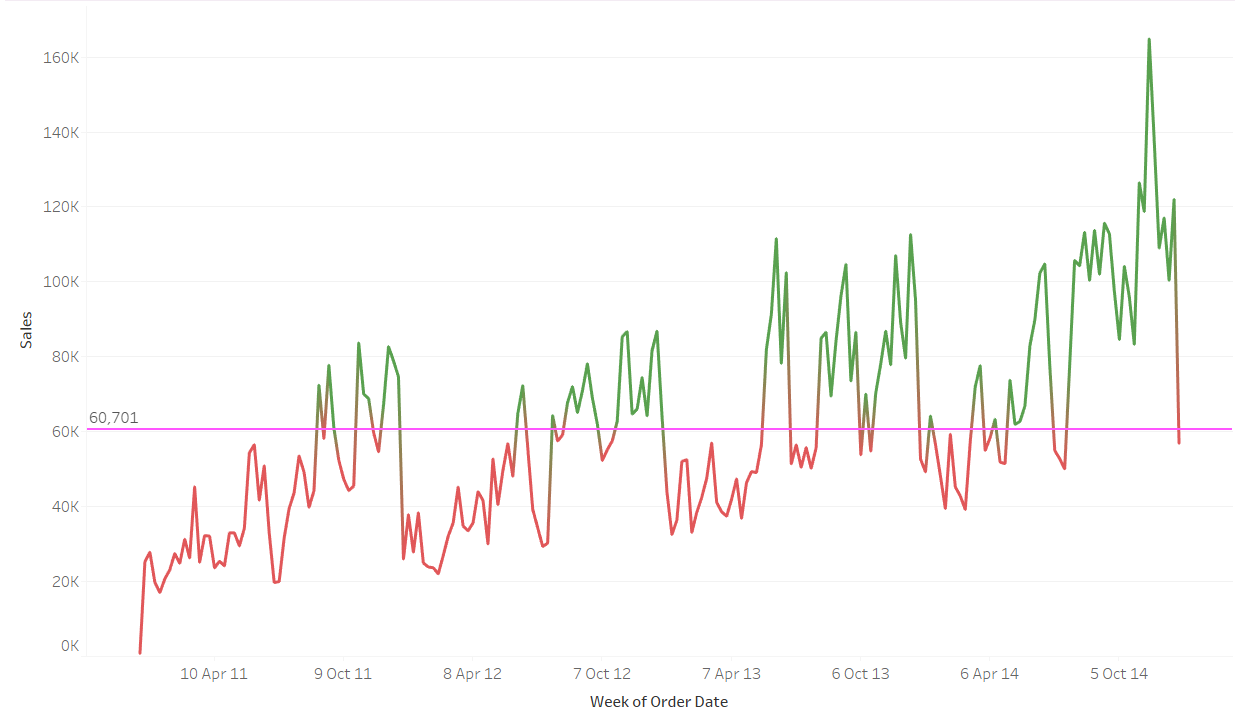 160K
140K
120K
100K
80K
60,701
60K
40K
20K
0K
Sales
10 Apr 11 9 Oct 11 8 Apr 12 7 Oct 12 7 Apr 13 6 Oct 13 6 Apr 14 5 Oct 14
Week of Order Date